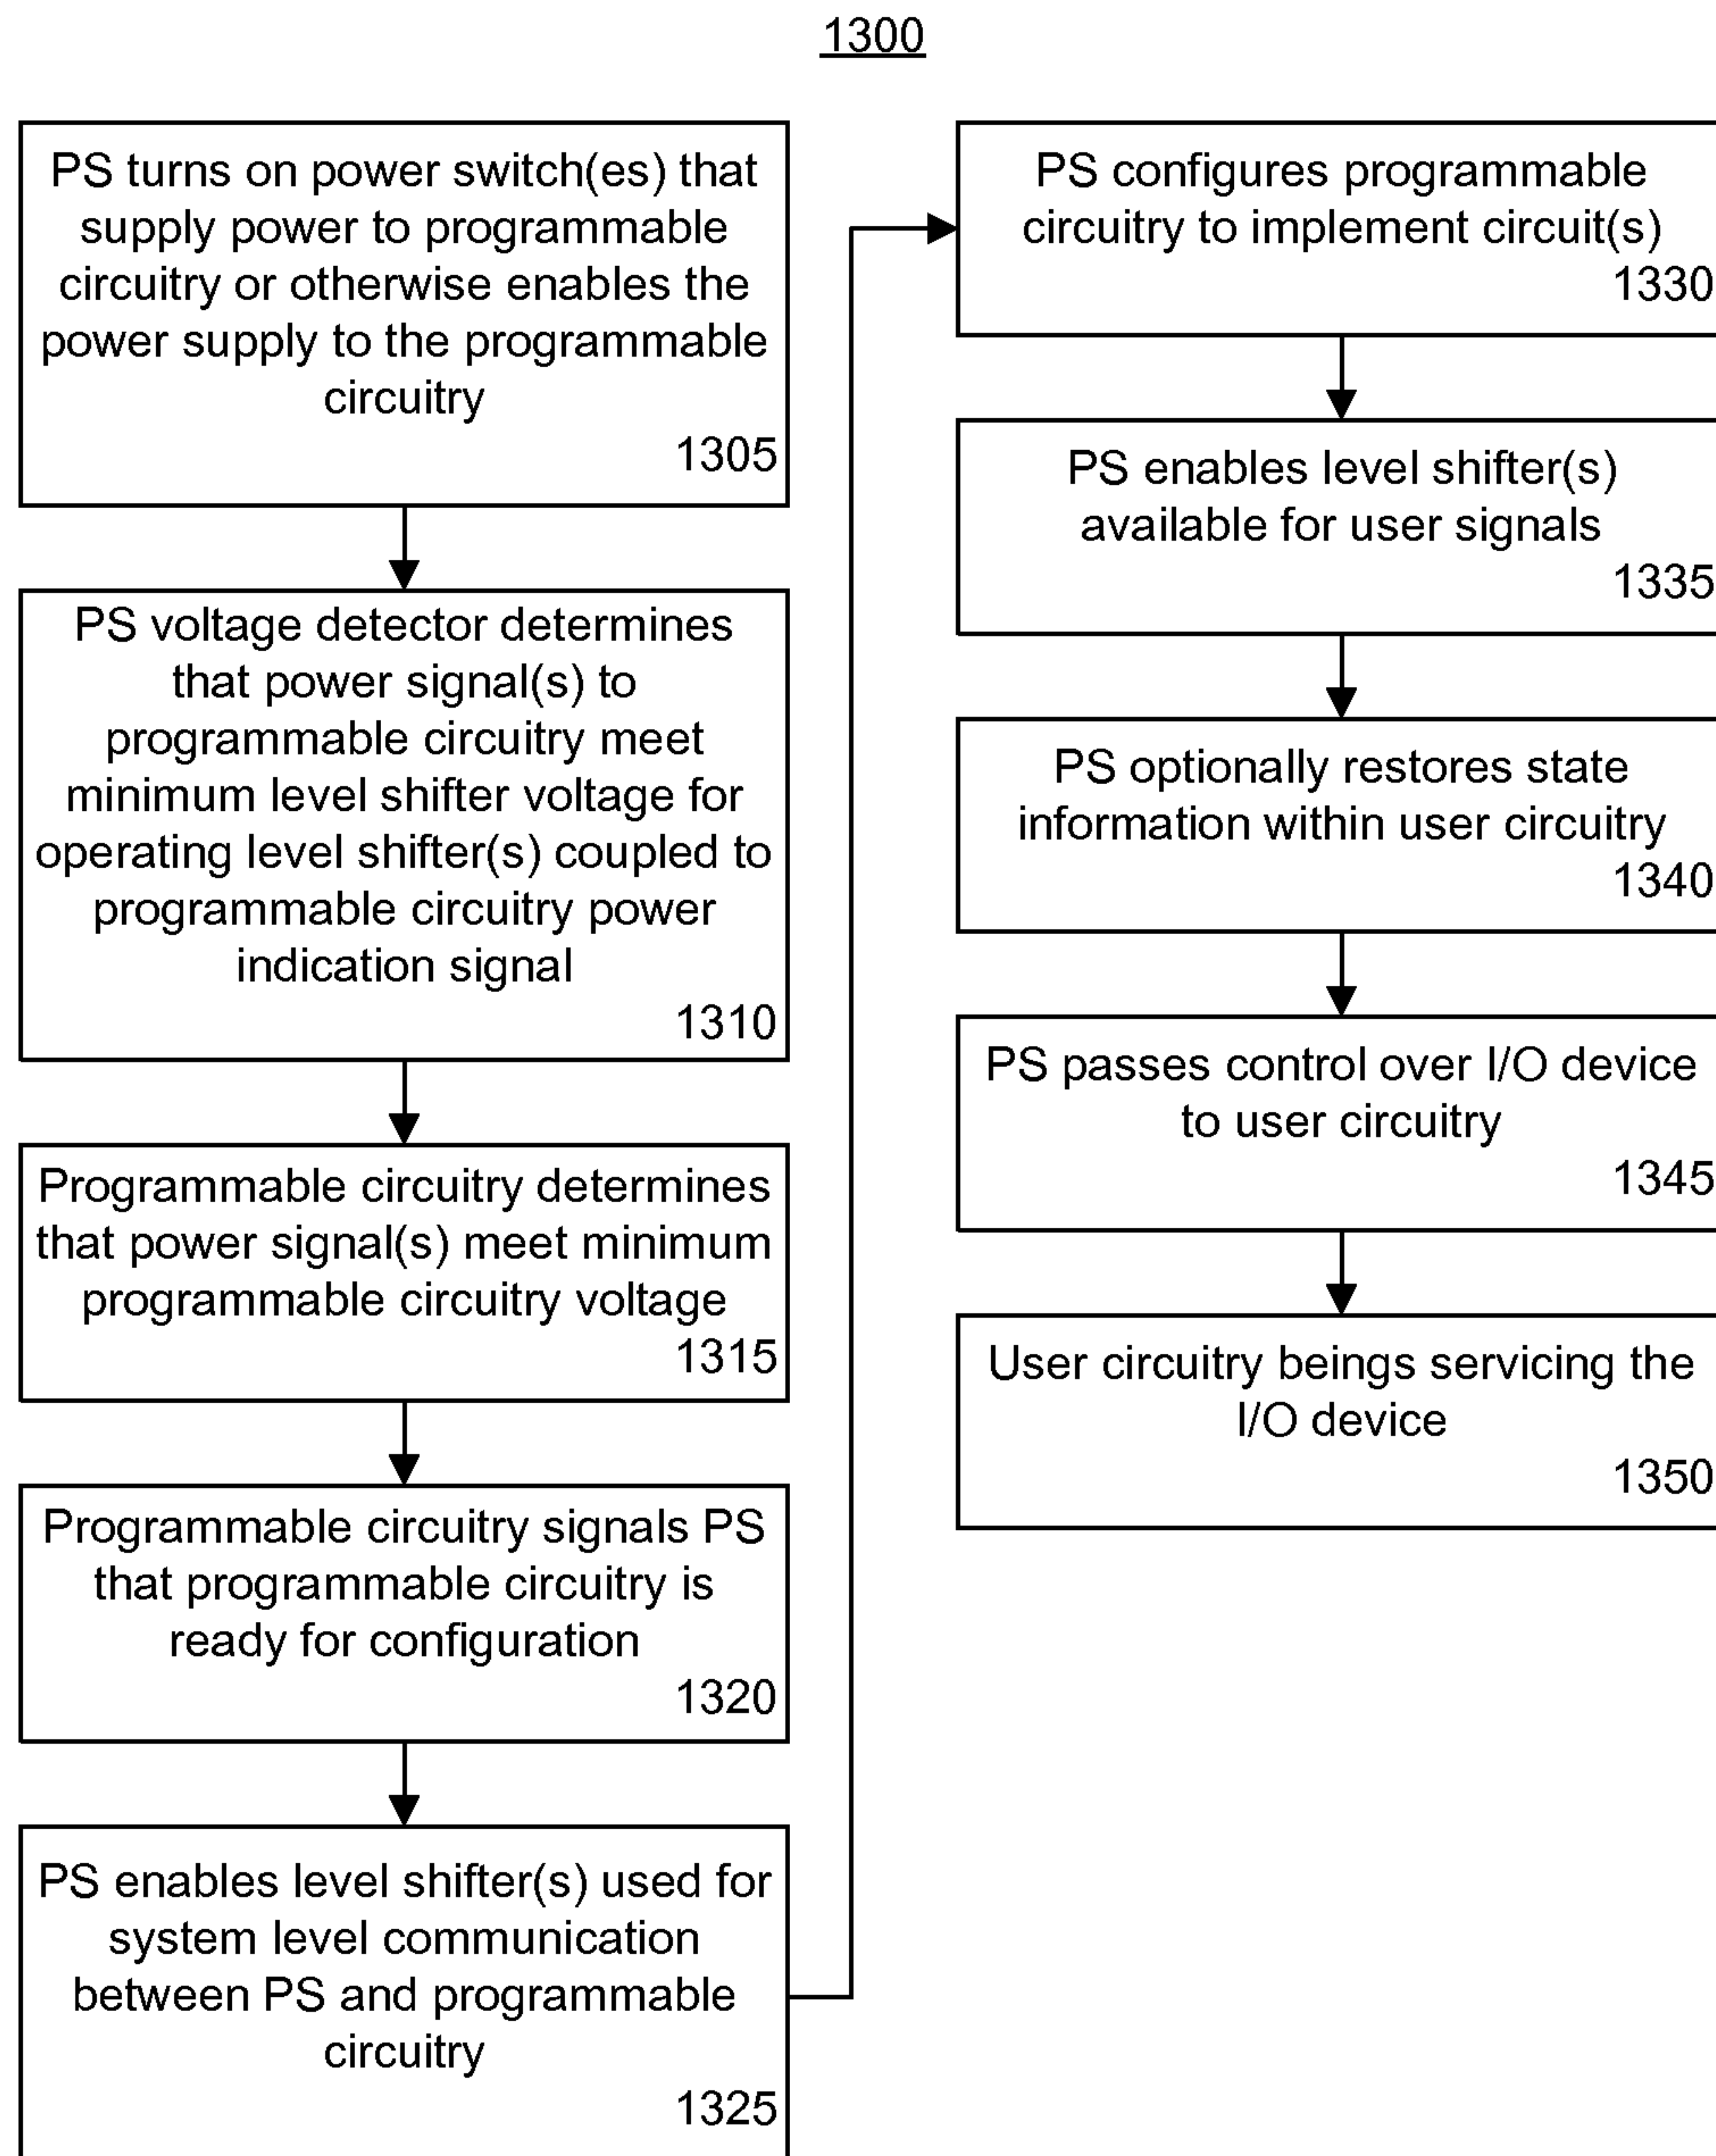 1300
PS turns on power switch(es) that
supply power to programmable
circuitry or otherwise enables the
power supply to the programmable
circuitry
1305
PS voltage detector determines
that power signal(s) to
programmable circuitry meet
minimum level shifter voltage for
operating level shifter(s) coupled to
programmable circuitry power
indication signal
1310
Programmable circuitry determines
that power signal(s) meet minimum
programmable circuitry voltage
1315
Programmable circuitry signals PS
that programmable circuitry is
ready for configuration
1320
PS enables level shifter(s) used for
system level communication
between PS and programmable
circuitry
1325
PS configures programmable
circuitry to implement circuit(s)
1330
PS enables level shifter(s)
available for user signals
1335
PS optionally restores state
information within user circuitry
1340
PS passes control over I/O device
to user circuitry
1345
User circuitry beings servicing the
I/O device
1350